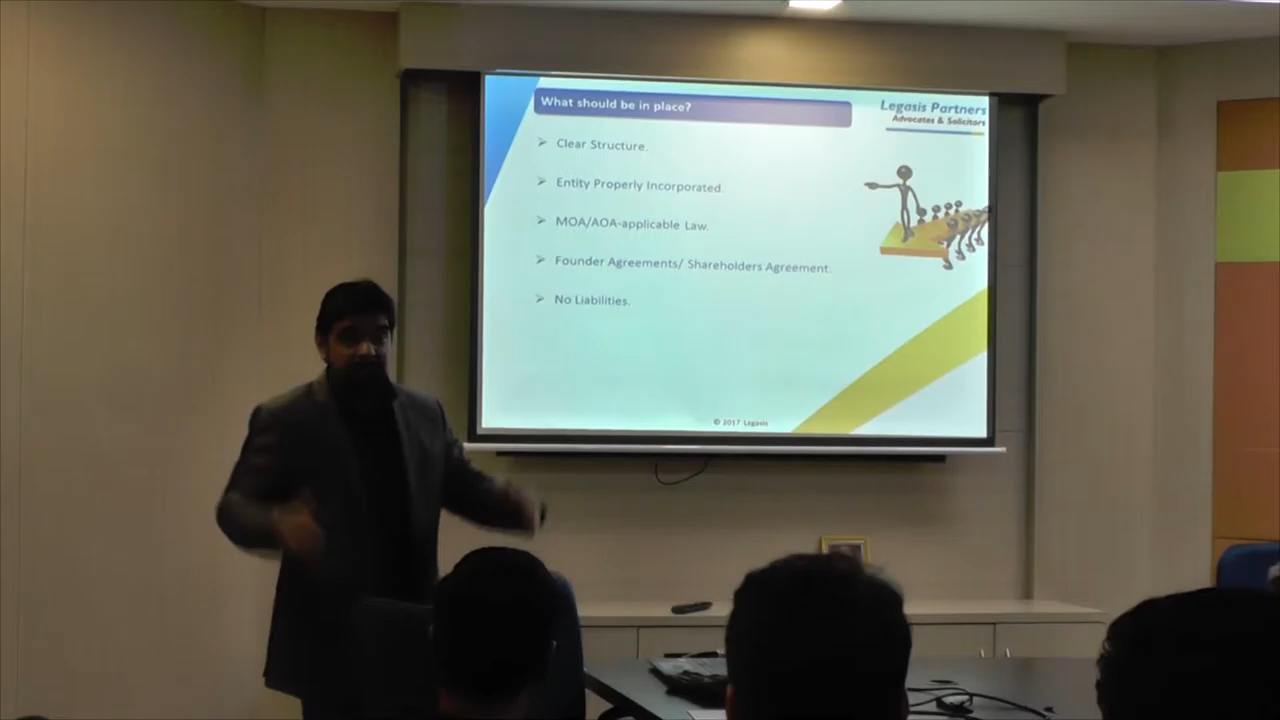 What should be in place?
Legasis Partners
Advocates & Solicitors
Clear Structure.
Entity Properly Incorporated.
MOA/AOA-applicable Law.
Founder Agreements/ Shareholders Agreement.
No Liabilities.
© 2017 Legasis